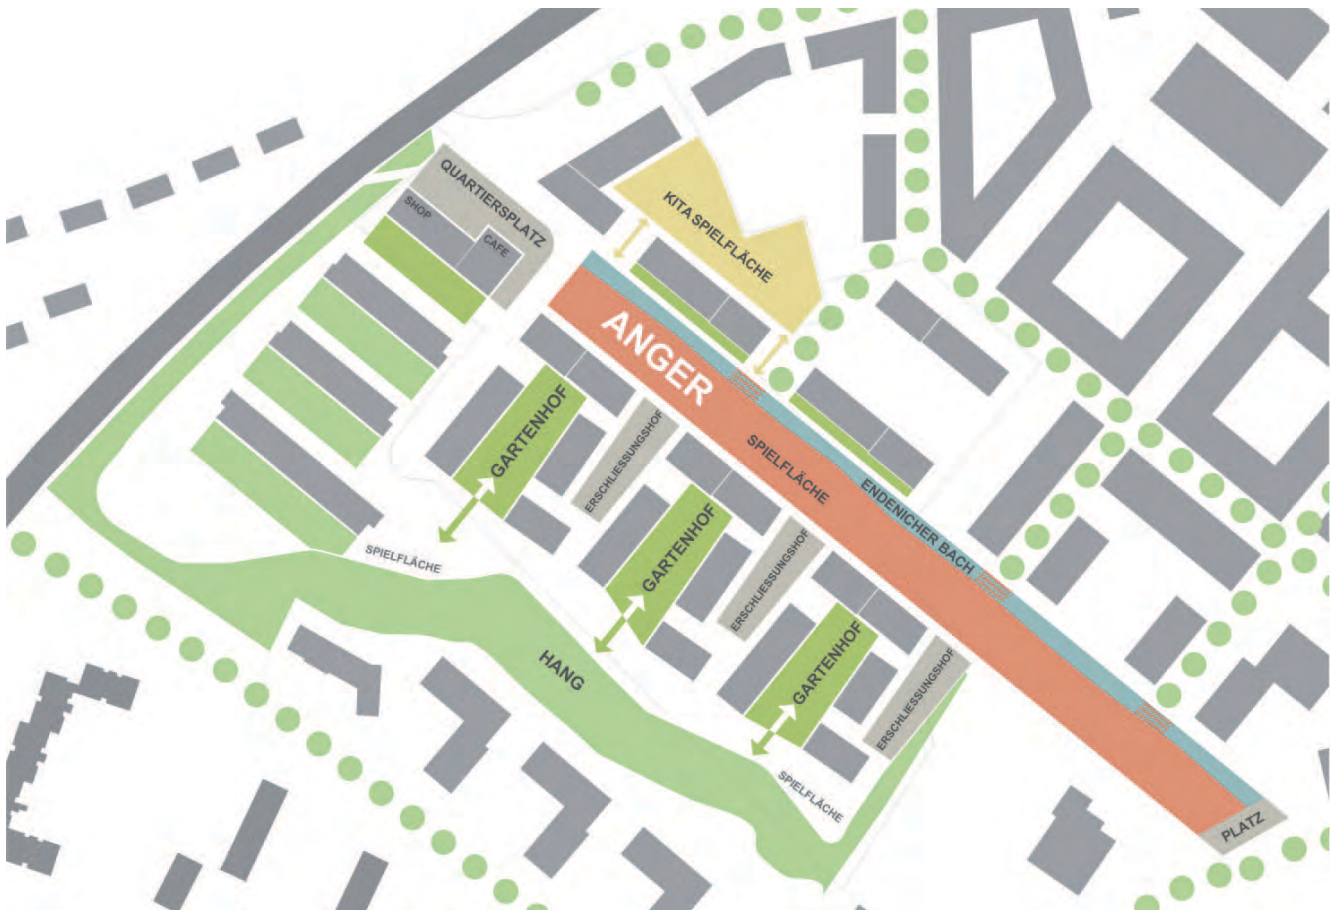 QUARTIERSPLATZ
SHOP
CAFE
KITA SPIELFLÄCHE
ANGER
GARTENHOF
ERSCHLIESSUNGSHOF
SPIELFLÄCHE
ENDENICHER BACH
GARTENHOF
ERSCHLIESSUNGSHOF
SPIELFLÄCHE
HANG
GARTENHOF
ERSCHLIESSUNGSHOF
SPIELFLÄCHE
PLATZ